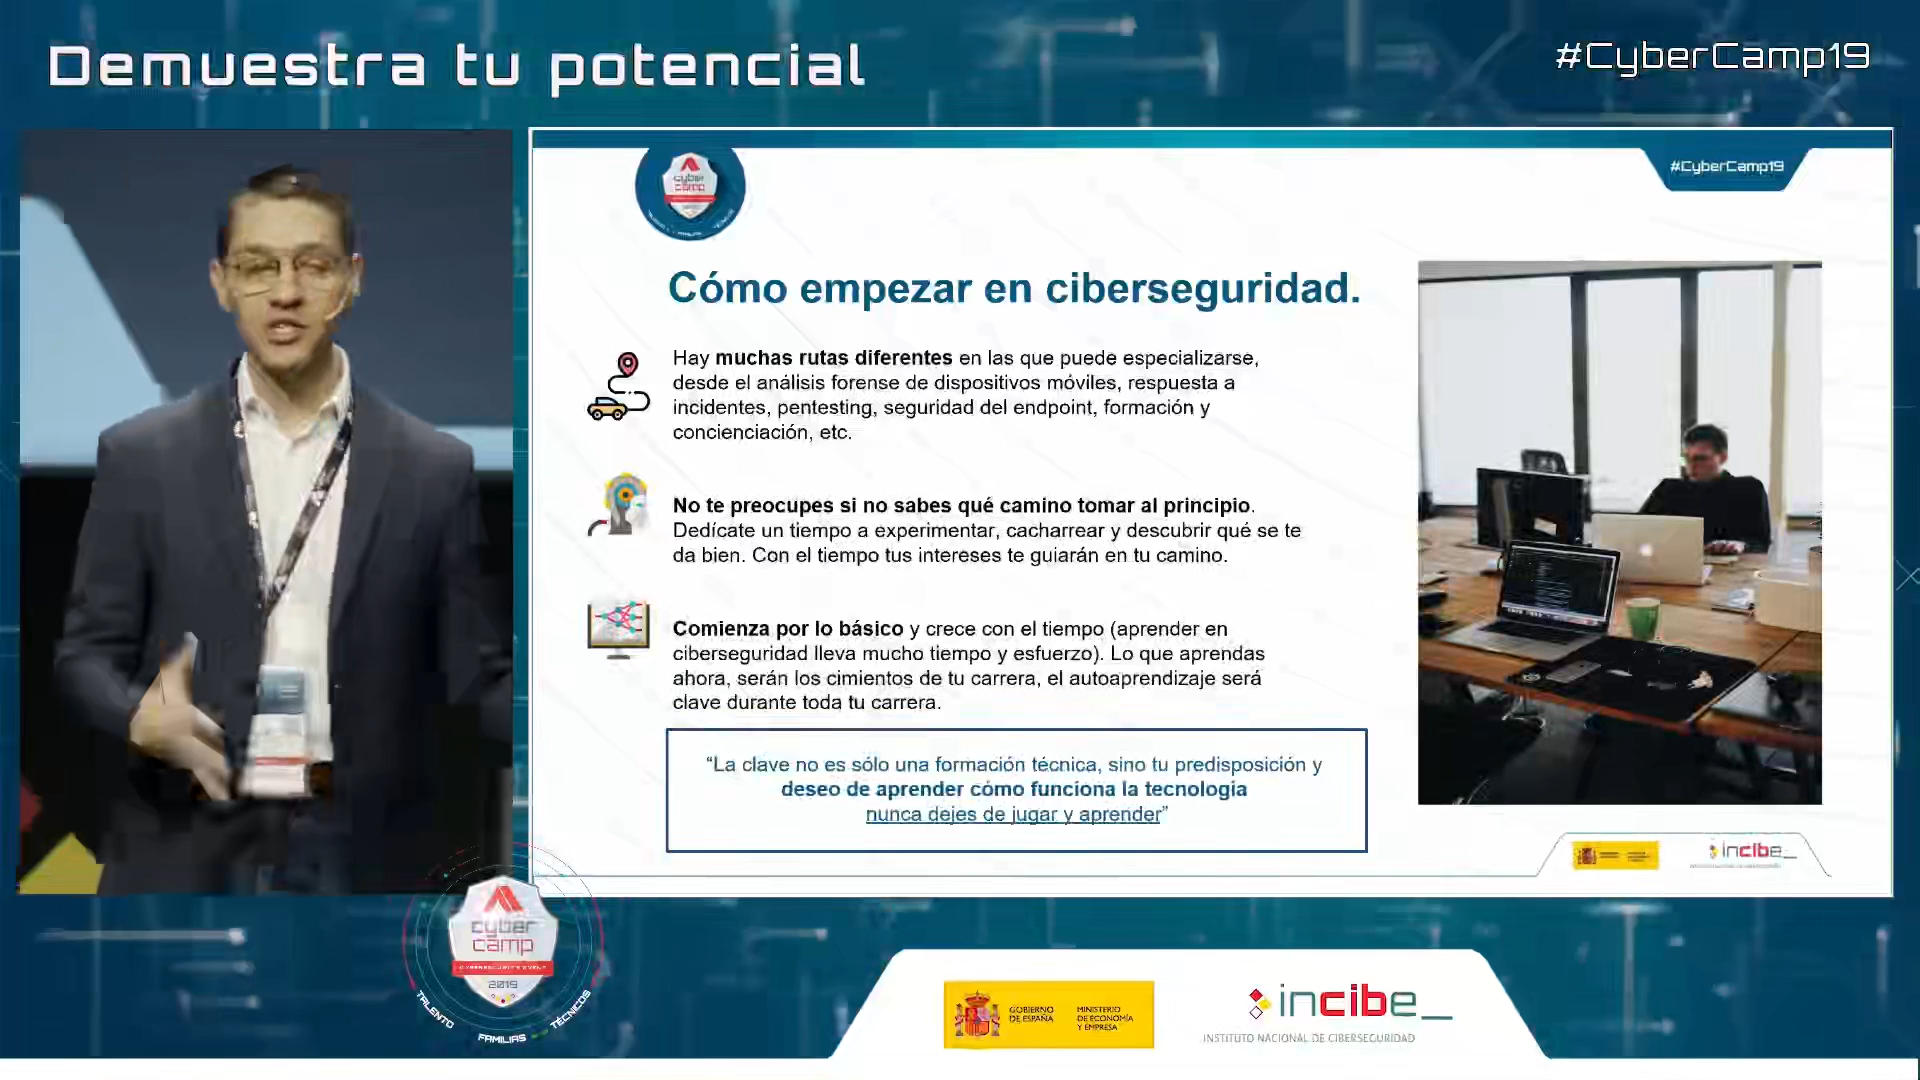 Demuestra tu potencial
#CyberCamp19
#CyberCamp19
cyber
camp
Cómo empezar en ciberseguridad.
Hay muchas rutas diferentes en las que puede especializarse,
desde el análisis forense de dispositivos móviles, respuesta a
incidentes, pentesting, seguridad del endpoint, formación y
concienciación, etc.
No te preocupes si no sabes qué camino tomar al principio.
Dedícate un tiempo a experimentar, cacharrear y descubrir qué se te
da bien. Con el tiempo tus intereses te guiarán en tu camino.
Comienza por lo básico y crece con el tiempo (aprender en
ciberseguridad lleva mucho tiempo y esfuerzo). Lo que aprendas
ahora, serán los cimientos de tu carrera, el autoaprendizaje será
clave durante toda tu carrera.
“La clave no es sólo una formación técnica, sino tu predisposición y
deseo de aprender cómo funciona la tecnología
nunca dejes de jugar y aprender”
incibe_
cyber
camp
CYBERSECURITY EVENT
2019
TALENTO
FAMILIAS
TÉCNICOS
GOBIERNO
DE ESPAÑA
MINISTERIO
DE ECONOMÍA
Y EMPRESA
incibe_
INSTITUTO NACIONAL DE CIBERSEGURIDAD